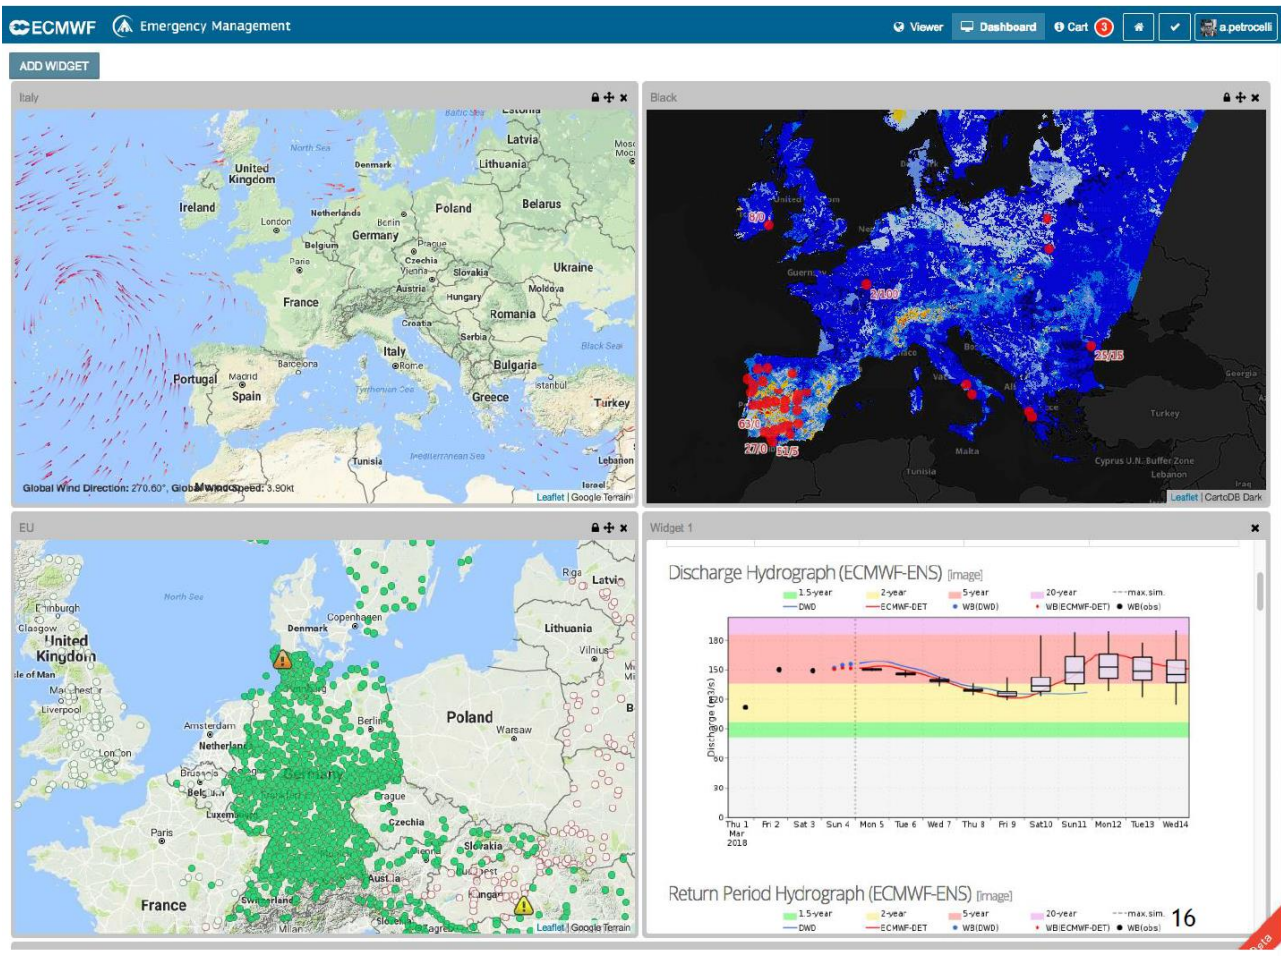 ECMWF Emergency Management Viewer Dashboard Cart 3 a.petrocelli
ADD WIDGET
Italy
Baltic Sea Estonia
Latvia
North Sea Denmark Lithuania
United
Kingdom
Ireland
Netherlands Poland Belarus
London Berlin
Germany
Belgium Prague
Paris Czechia
Vienna Slovakia Ukraine
Austria Moldova
France Hungary
Romania
Croatia
Serbia
Italy Black Sea
Rome Bulgaria
Portugal Madrid Barcelona
Spain Tyrrhenian Sea Istanbul
Greece Turkey
Tunisia Mediterranean Sea Lebanon
Israel
Global Wind Direction: 270.60°, Global Wind Speed: 3.90kt
Leaflet | Google Terrain
Black
8/0
2/100
25/75
Georgia
Turkey
63/0
27/0 51/5
Malta
Cyprus U.N. Buffer Zone
Lebanon
Tunisia
Iraq
Leaflet | CartoDB Dark
EU
Riga Latvia
North Sea
Edinburgh
Glasgow Copenhagen
United Denmark Lithuania
Kingdom Vilnius
Isle of Man
Manchester
Liverpool
Amsterdam Berlin Poland
Warsaw
London
Germany
Prague
Paris Czechia
Slovakia
France
Switzerland
Milan Zagreb
Leaflet | Google Terrain
Widget 1
Discharge Hydrograph (ECMWF-ENS) [image]
1.5-year 2-year 5-year 20-year max.sim.
DWD ECMWF-DET WB(DWD) WB(ECMWF-DET) WB(obs)
Discharge (m3/s)
180
150
120
90
60
30
0
Thu 1 Fri 2 Sat 3 Sun 4 Mon 5 Tue 6 Wed 7 Thu 8 Fri 9 Sat10 Sun11 Mon12 Tue13 Wed14
Mar
2018
Return Period Hydrograph (ECMWF-ENS) [image]
1.5-year 2-year 5-year 20-year max.sim.
DWD ECMWF-DET WB(DWD) WB(ECMWF-DET) WB(obs)
16
Beta